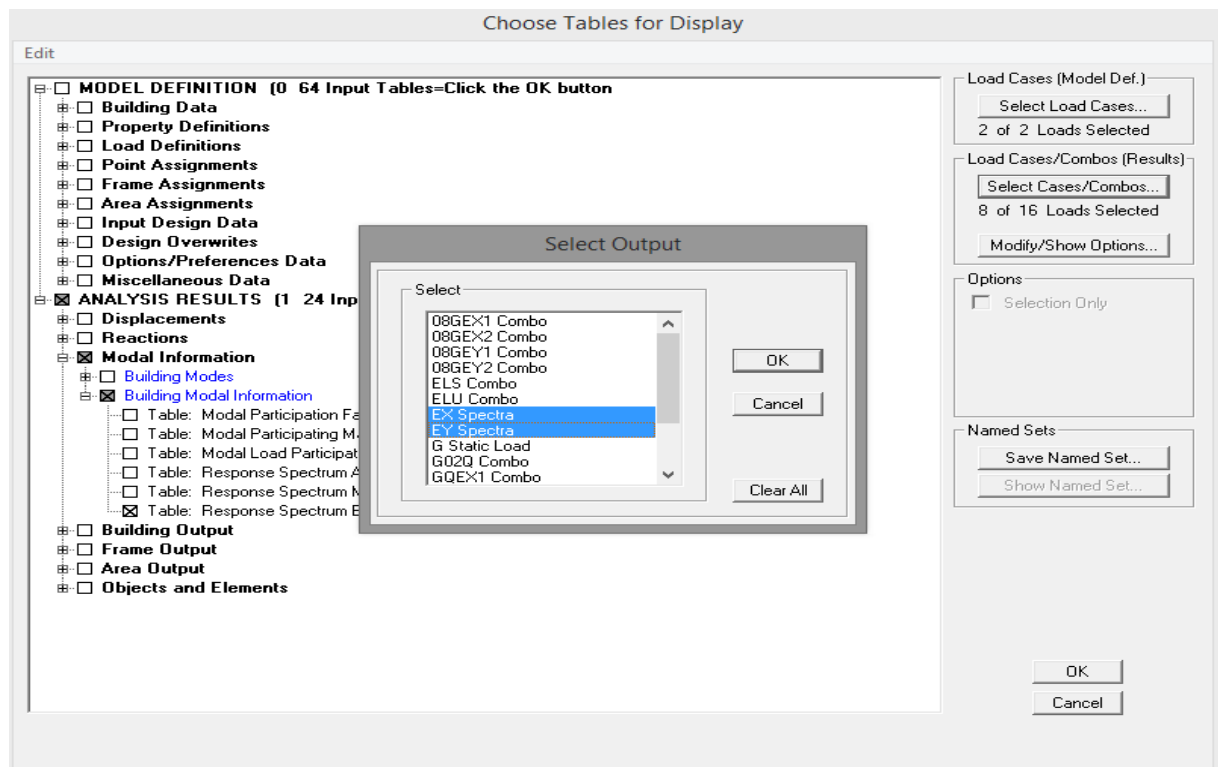 Choose Tables for Display
Edit
MODEL DEFINITION (0 64 Input Tables=Click the OK button
Building Data
Property Definitions
Load Definitions
Point Assignments
Frame Assignments
Area Assignments
Input Design Data
Design Overwrites
Options/Preferences Data
Miscellaneous Data
ANALYSIS RESULTS (1 24 Inp
Displacements
Reactions
Modal Information
Building Modes
Building Modal Information
Table: Modal Participation Fa
Table: Modal Participating M
Table: Modal Load Participat
Table: Response Spectrum A
Table: Response Spectrum M
Table: Response Spectrum B
Building Output
Frame Output
Area Output
Objects and Elements
Select Output
Select
08GEX1 Combo
08GEX2 Combo
08GEY1 Combo
08GEY2 Combo
ELS Combo
ELU Combo
EX Spectra
EY Spectra
G Static Load
G02Q Combo
GQEX1 Combo
OK
Cancel
Clear All
Load Cases (Model Def.)
Select Load Cases...
2 of 2 Loads Selected
Load Cases/Combos (Results)
Select Cases/Combos...
8 of 16 Loads Selected
Modify/Show Options...
Options
Selection Only
Named Sets
Save Named Set...
Show Named Set...
OK
Cancel